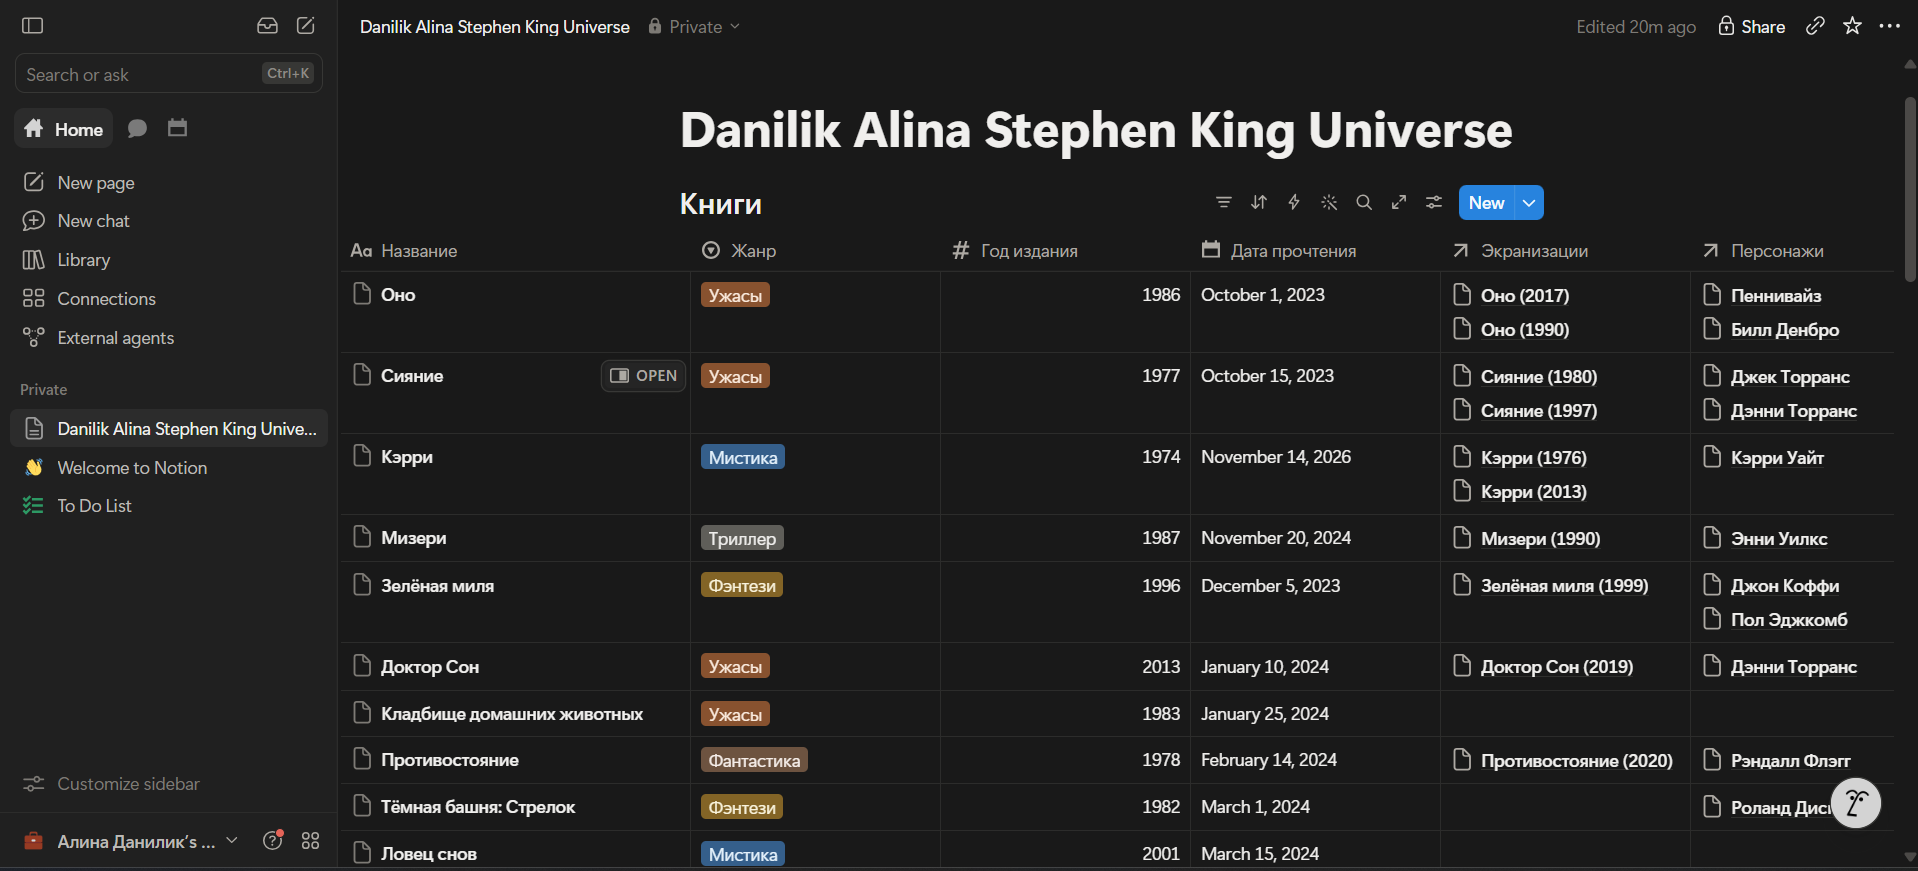 Danilik Alina Stephen King Universe Private Edited 20m ago Share
Search or ask Ctrl+K
Home
New page
New chat
Library
Connections
External agents
Private
Danilik Alina Stephen King Unive...
Welcome to Notion
To Do List
Customize sidebar
Алина Данилик’s ...
Danilik Alina Stephen King Universe
Книги New
Aa Название Жанр # Год издания Дата прочтения Экранизации Персонажи
Оно Ужасы 1986 October 1, 2023 Оно (2017) Пеннивайз
Оно (1990) Билл Денбро
Сияние OPEN Ужасы 1977 October 15, 2023 Сияние (1980) Джек Торранс
Сияние (1997) Дэнни Торранс
Кэрри Мистика 1974 November 14, 2026 Кэрри (1976) Кэрри Уайт
Кэрри (2013)
Мизери Триллер 1987 November 20, 2024 Мизери (1990) Энни Уилкс
Зелёная миля Фэнтези 1996 December 5, 2023 Зелёная миля (1999) Джон Коффи
Пол Эджкомб
Доктор Сон Ужасы 2013 January 10, 2024 Доктор Сон (2019) Дэнни Торранс
Кладбище домашних животных Ужасы 1983 January 25, 2024
Противостояние Фантастика 1978 February 14, 2024 Противостояние (2020) Рэндалл Флэгг
Тёмная башня: Стрелок Фэнтези 1982 March 1, 2024 Роланд
Ловец снов Мистика 2001 March 15, 2024